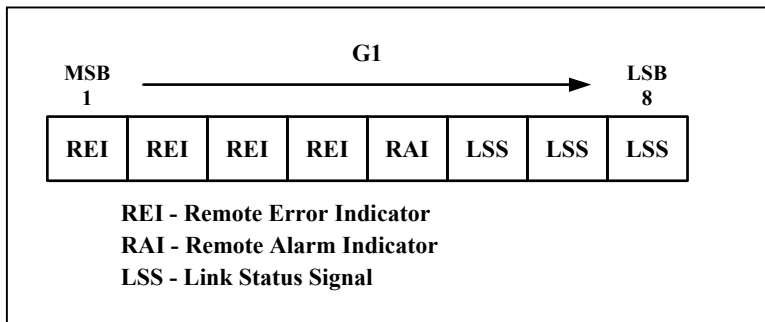 G1
MSB LSB
1 8
REI REI REI REI RAI LSS LSS LSS
REI - Remote Error Indicator
RAI - Remote Alarm Indicator
LSS - Link Status Signal